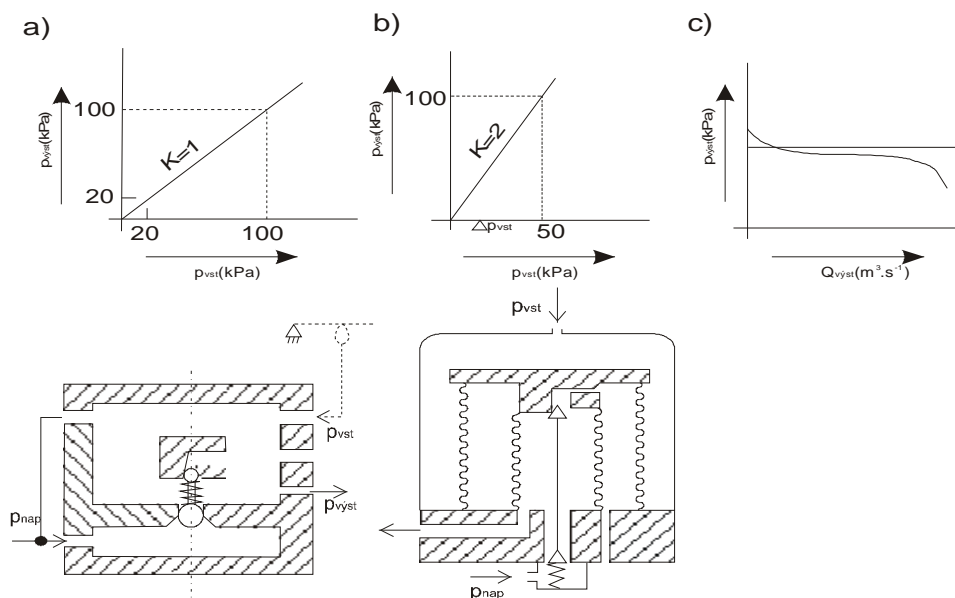 a)
b)
c)
pvýst(kPa)
100
20
K=1
20
100
pvst(kPa)
pvýst(kPa)
100
K=2
△pvst
50
pvst(kPa)
pvýst(kPa)
Qvýst(m³.s⁻¹)
pvst
pvst
pvýst
pnap
pnap